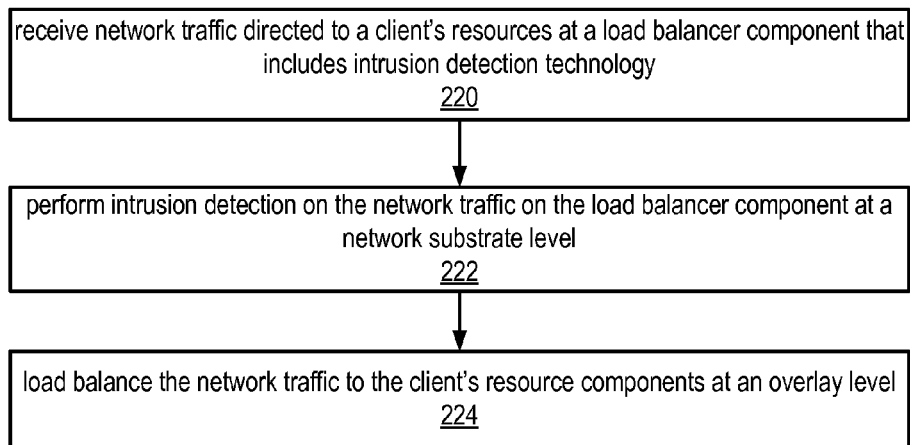 receive network traffic directed to a client's resources at a load balancer component that
includes intrusion detection technology
220
perform intrusion detection on the network traffic on the load balancer component at a
network substrate level
222
load balance the network traffic to the client's resource components at an overlay level
224